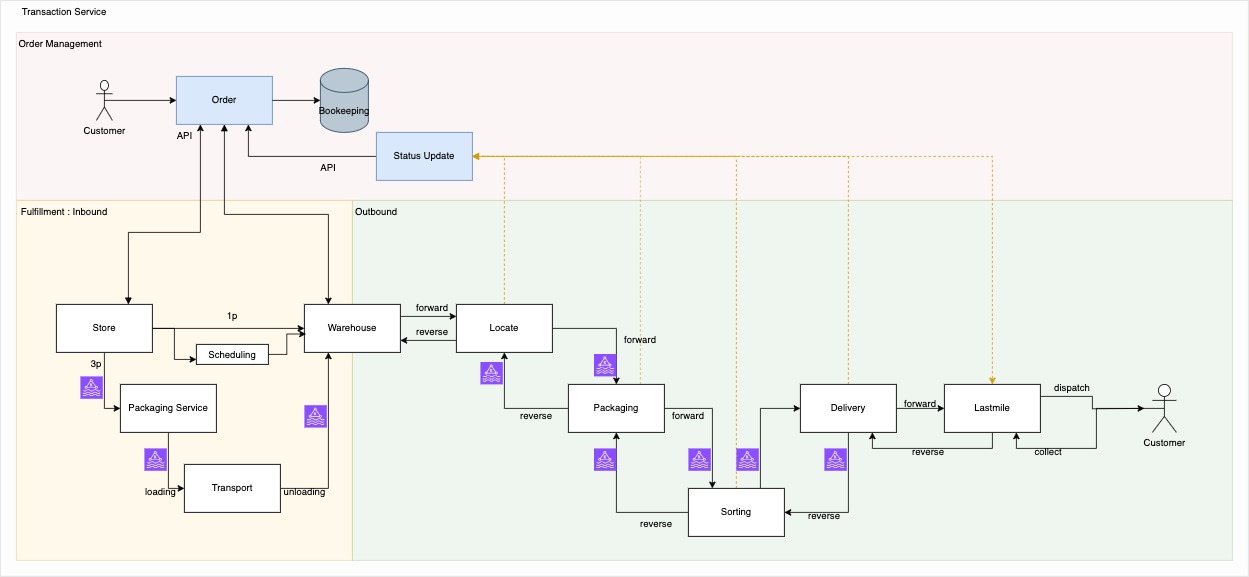 Transaction Service
Order Management
Order
Bookeeping
Customer
API
Status Update
API
Fulfillment : Inbound
Outbound
Store
1p
Warehouse
forward
reverse
Locate
forward
Scheduling
3p
Packaging Service
loading
Transport
unloading
reverse
Packaging
forward
reverse
Sorting
reverse
Delivery
forward
Lastmile
dispatch
reverse
collect
Customer